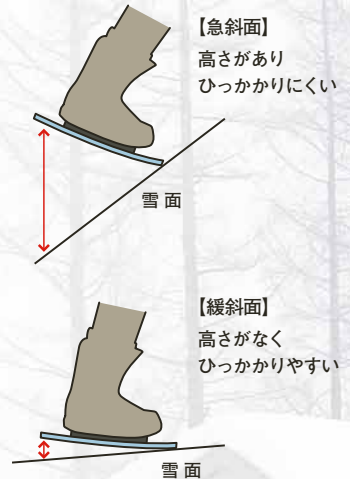 【急斜面】
高さがあり
ひっかかりにくい
雪面
【緩斜面】
高さがなく
ひっかかりやすい
雪面